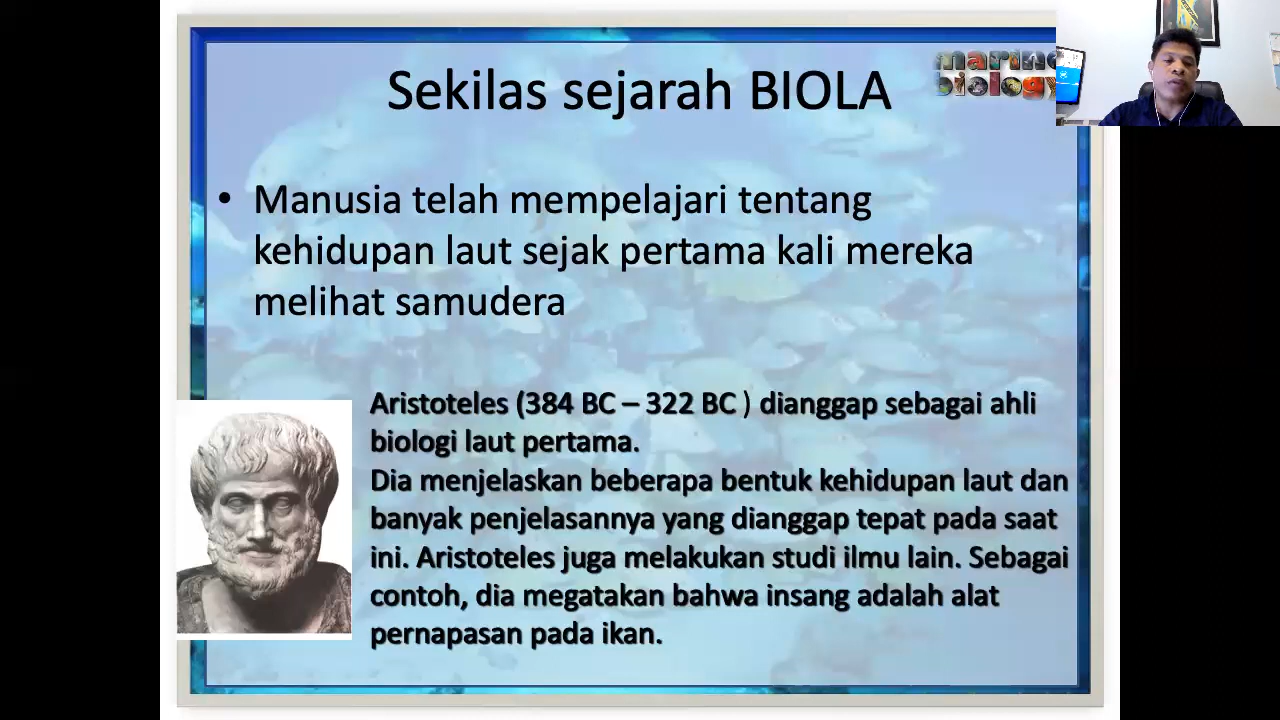 Sekilas sejarah BIOLA
marine
biology
• Manusia telah mempelajari tentang
kehidupan laut sejak pertama kali mereka
melihat samudera
Aristoteles (384 BC – 322 BC ) dianggap sebagai ahli
biologi laut pertama.
Dia menjelaskan beberapa bentuk kehidupan laut dan
banyak penjelasannya yang dianggap tepat pada saat
ini. Aristoteles juga melakukan studi ilmu lain. Sebagai
contoh, dia megatakan bahwa insang adalah alat
pernapasan pada ikan.